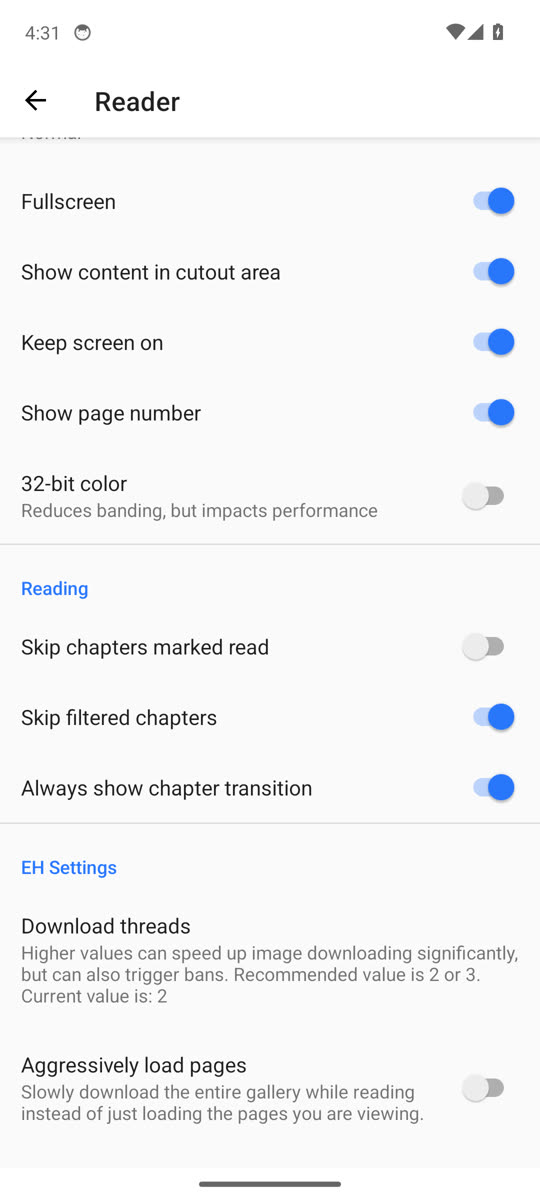 4:31
Reader
Fullscreen
Show content in cutout area
Keep screen on
Show page number
32-bit color
Reduces banding, but impacts performance
Reading
Skip chapters marked read
Skip filtered chapters
Always show chapter transition
EH Settings
Download threads
Higher values can speed up image downloading significantly,
but can also trigger bans. Recommended value is 2 or 3.
Current value is: 2
Aggressively load pages
Slowly download the entire gallery while reading
instead of just loading the pages you are viewing.